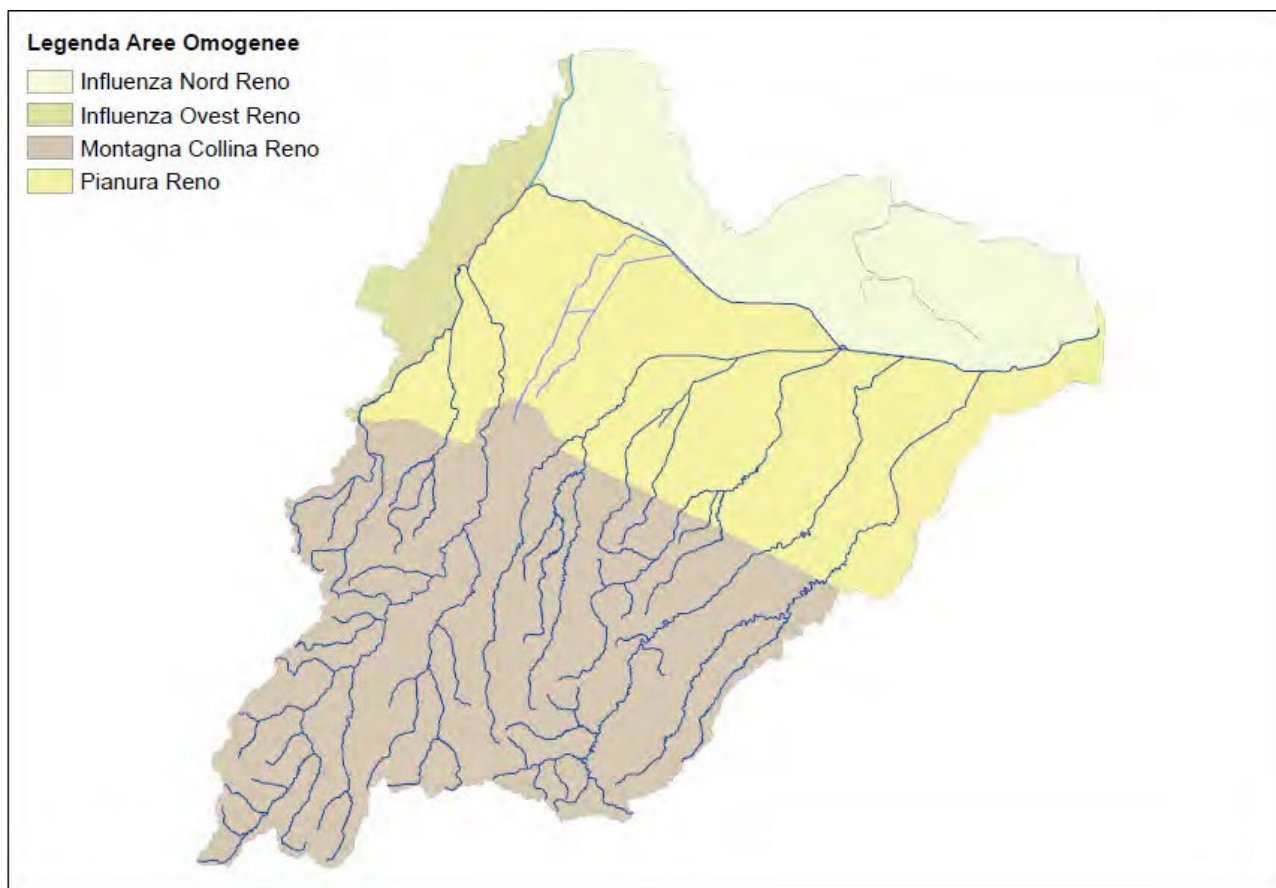 Legenda Aree Omogenee
Influenza Nord Reno
Influenza Ovest Reno
Montagna Collina Reno
Pianura Reno